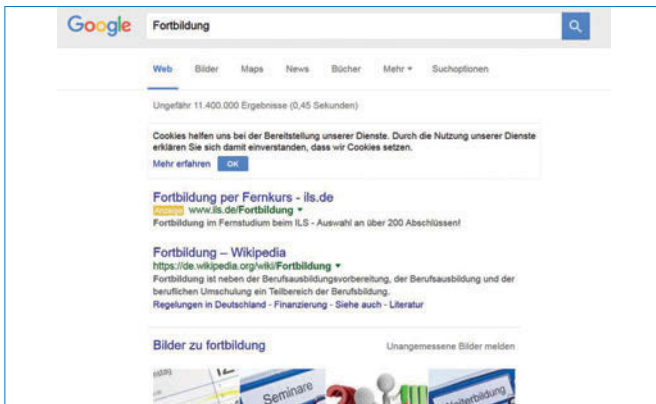 Google Fortbildung
Web Bilder Maps News Bücher Mehr Suchoptionen
Ungefähr 11.400.000 Ergebnisse (0,45 Sekunden)
Cookies helfen uns bei der Bereitstellung unserer Dienste. Durch die Nutzung unserer Dienste
erklären Sie sich damit einverstanden, dass wir Cookies setzen.
Mehr erfahren OK
Fortbildung per Fernkurs - ils.de
Anzeige www.ils.de/Fortbildung
Fortbildung im Fernstudium beim ILS - Auswahl an über 200 Abschlüssen!
Fortbildung – Wikipedia
https://de.wikipedia.org/wiki/Fortbildung
Fortbildung ist neben der Berufsausbildungsvorbereitung, der Berufsausbildung und der
beruflichen Umschulung ein Teilbereich der Berufsbildung.
Regelungen in Deutschland - Finanzierung - Siehe auch - Literatur
Bilder zu fortbildung Unangemessene Bilder melden
Seminare